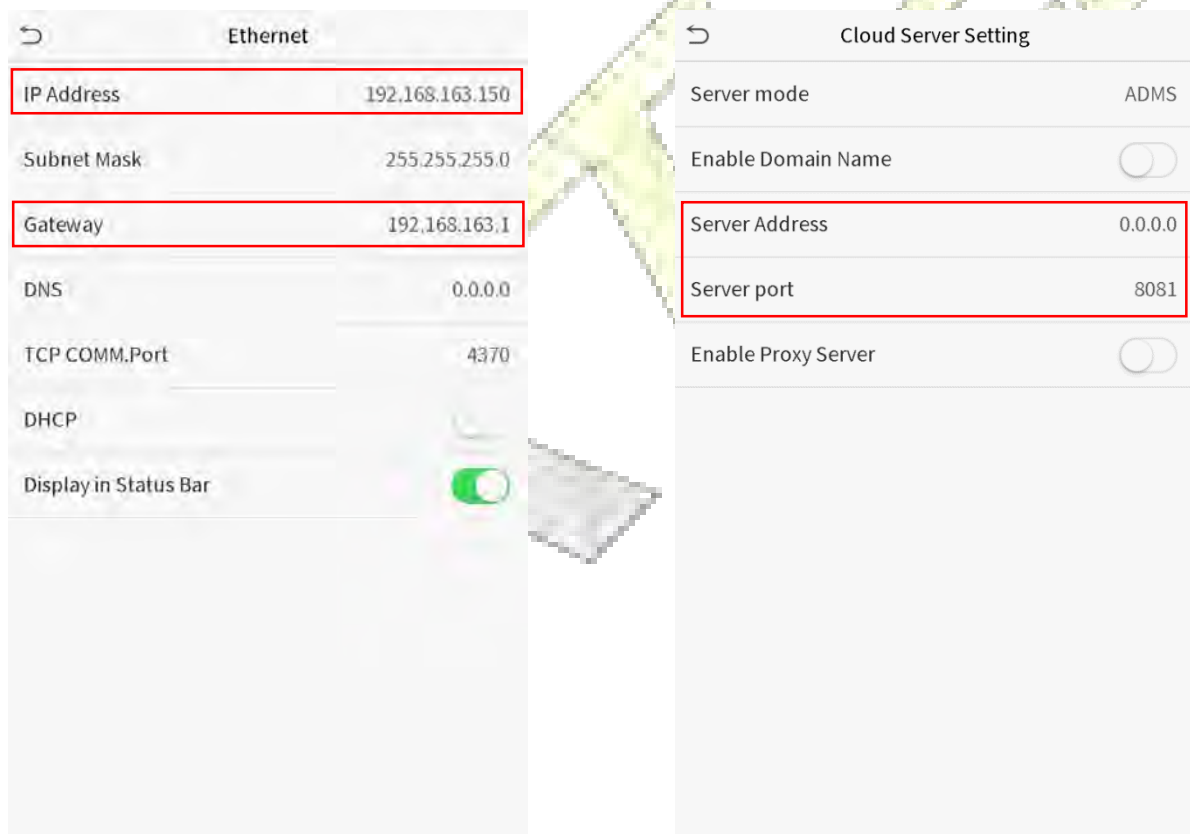 Ethernet
IP Address 192.168.163.150
Subnet Mask 255.255.255.0
Gateway 192.168.163.1
DNS 0.0.0.0
TCP COMM.Port 4370
DHCP
Display in Status Bar
Cloud Server Setting
Server mode ADMS
Enable Domain Name
Server Address 0.0.0.0
Server port 8081
Enable Proxy Server